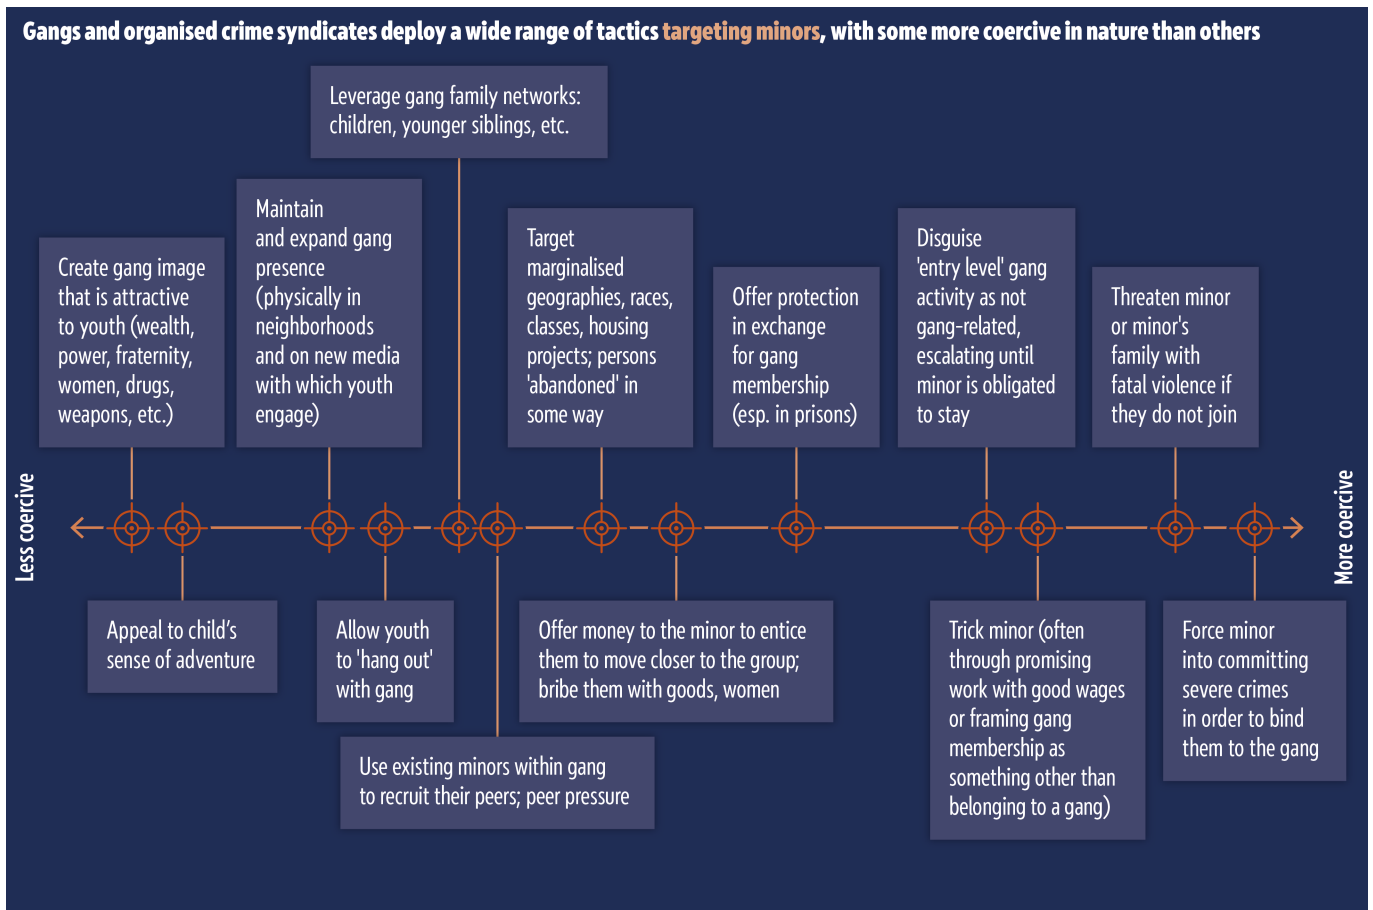 Gangs and organised crime syndicates deploy a wide range of tactics targeting minors, with some more coercive in nature than others
Leverage gang family networks:
children, younger siblings, etc.
Maintain
and expand gang
presence
(physically in
neighborhoods
and on new media
with which youth
engage)
Create gang image
that is attractive
to youth (wealth,
power, fraternity,
women, drugs,
weapons, etc.)
Target
marginalised
geographies, races,
classes, housing
projects; persons
'abandoned' in
some way
Offer protection
in exchange
for gang
membership
(esp. in prisons)
Disguise
'entry level' gang
activity as not
gang-related,
escalating until
minor is obligated
to stay
Threaten minor
or minor's
family with
fatal violence if
they do not join
Less coercive
More coercive
Appeal to child’s
sense of adventure
Allow youth
to 'hang out'
with gang
Use existing minors within gang
to recruit their peers; peer pressure
Offer money to the minor to entice
them to move closer to the group;
bribe them with goods, women
Trick minor (often
through promising
work with good wages
or framing gang
membership as
something other than
belonging to a gang)
Force minor
into committing
severe crimes
in order to bind
them to the gang